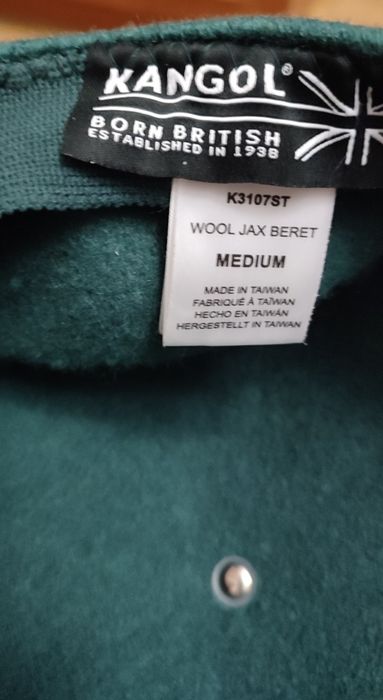 KANGOL®
BORN BRITISH
ESTABLISHED IN 1938
K3107ST
WOOL JAX BERET
MEDIUM
MADE IN TAIWAN
FABRIQUÉ À TAÏWAN
HECHO EN TAIWÁN
HERGESTELLT IN TAIWAN